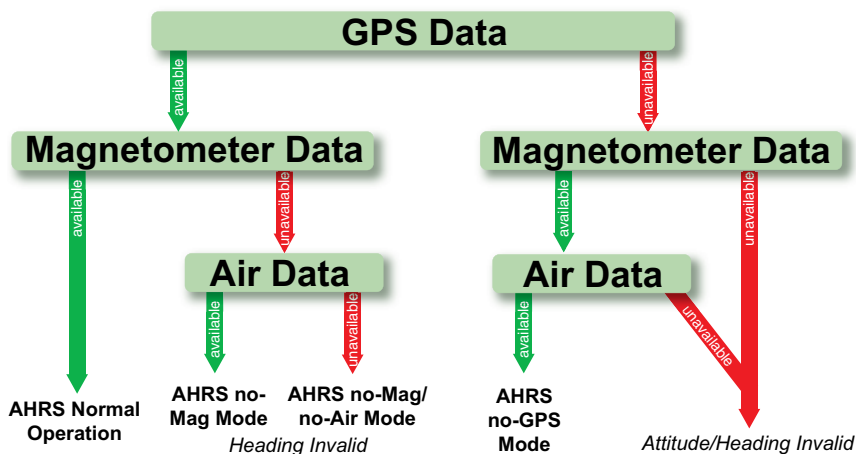 GPS Data
available
unavailable
Magnetometer Data
Magnetometer Data
available
unavailable
available
unavailable
Air Data
Air Data
available
unavailable
available
unavailable
AHRS Normal
Operation
AHRS no-
Mag Mode
AHRS no-Mag/
no-Air Mode
Heading Invalid
AHRS
no-GPS
Mode
Attitude/Heading Invalid